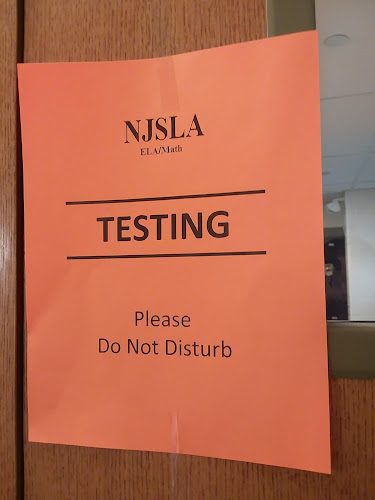 NJSLA
ELA/Math
TESTING
Please
Do Not Disturb